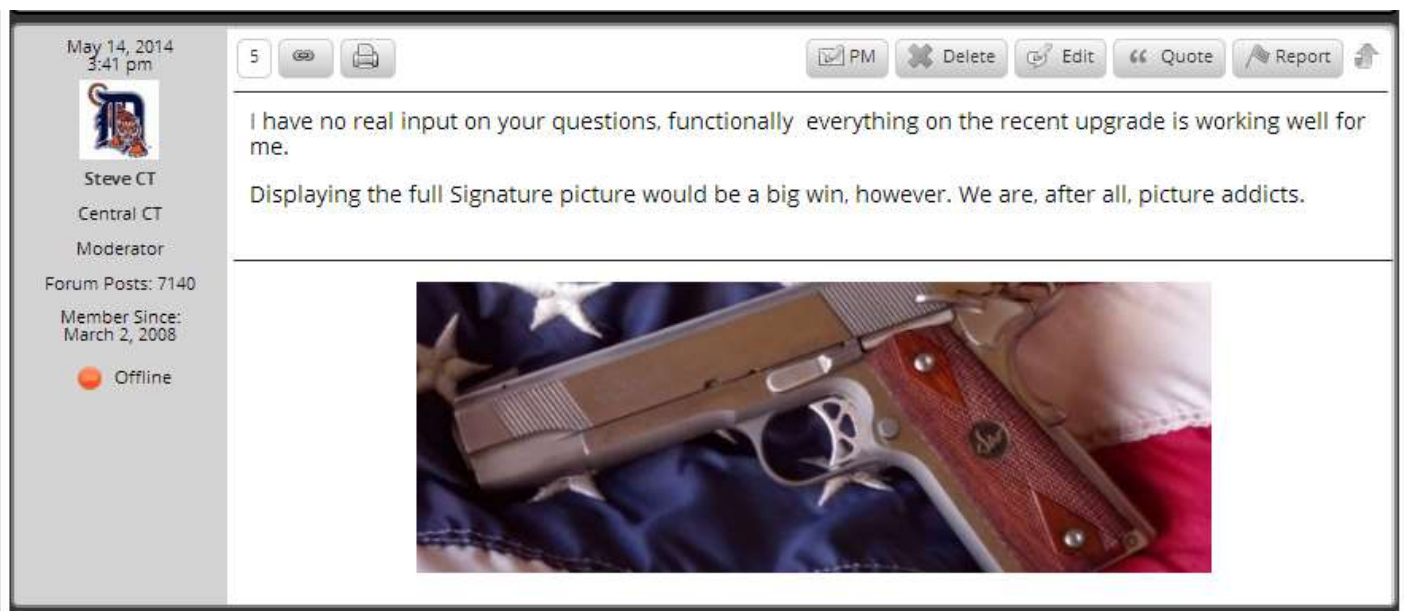 May 14, 2014
3:41 pm
5
PM
Delete
Edit
Quote
Report
I have no real input on your questions, functionally  everything on the recent upgrade is working well for
me.
Displaying the full Signature picture would be a big win, however. We are, after all, picture addicts.
Steve CT
Central CT
Moderator
Forum Posts: 7140
Member Since:
March 2, 2008
Offline